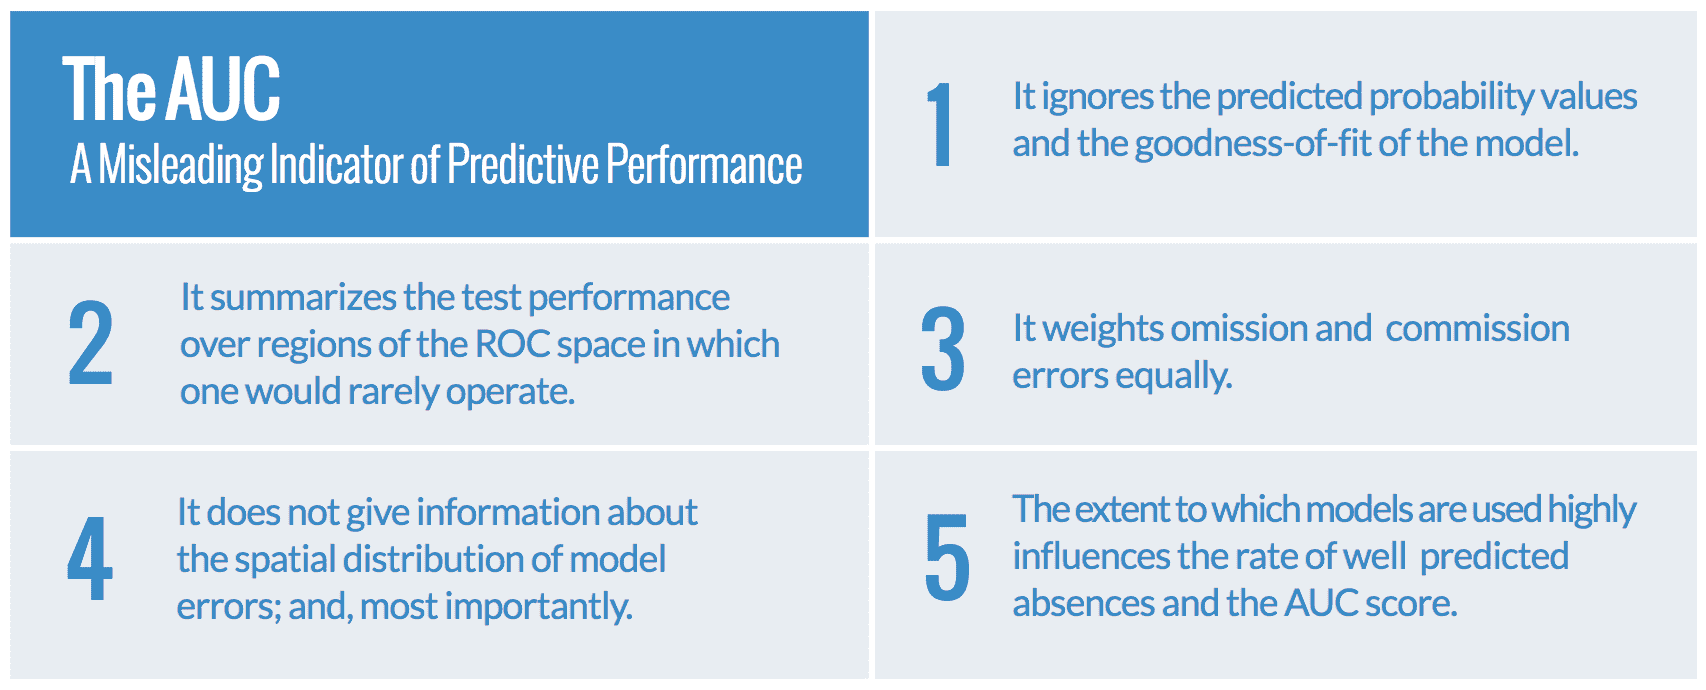 The AUC
A Misleading Indicator of Predictive Performance
1
It ignores the predicted probability values
and the goodness-of-fit of the model.
2
It summarizes the test performance
over regions of the ROC space in which
one would rarely operate.
3
It weights omission and commission
errors equally.
4
It does not give information about
the spatial distribution of model
errors; and, most importantly.
5
The extent to which models are used highly
influences the rate of well predicted
absences and the AUC score.